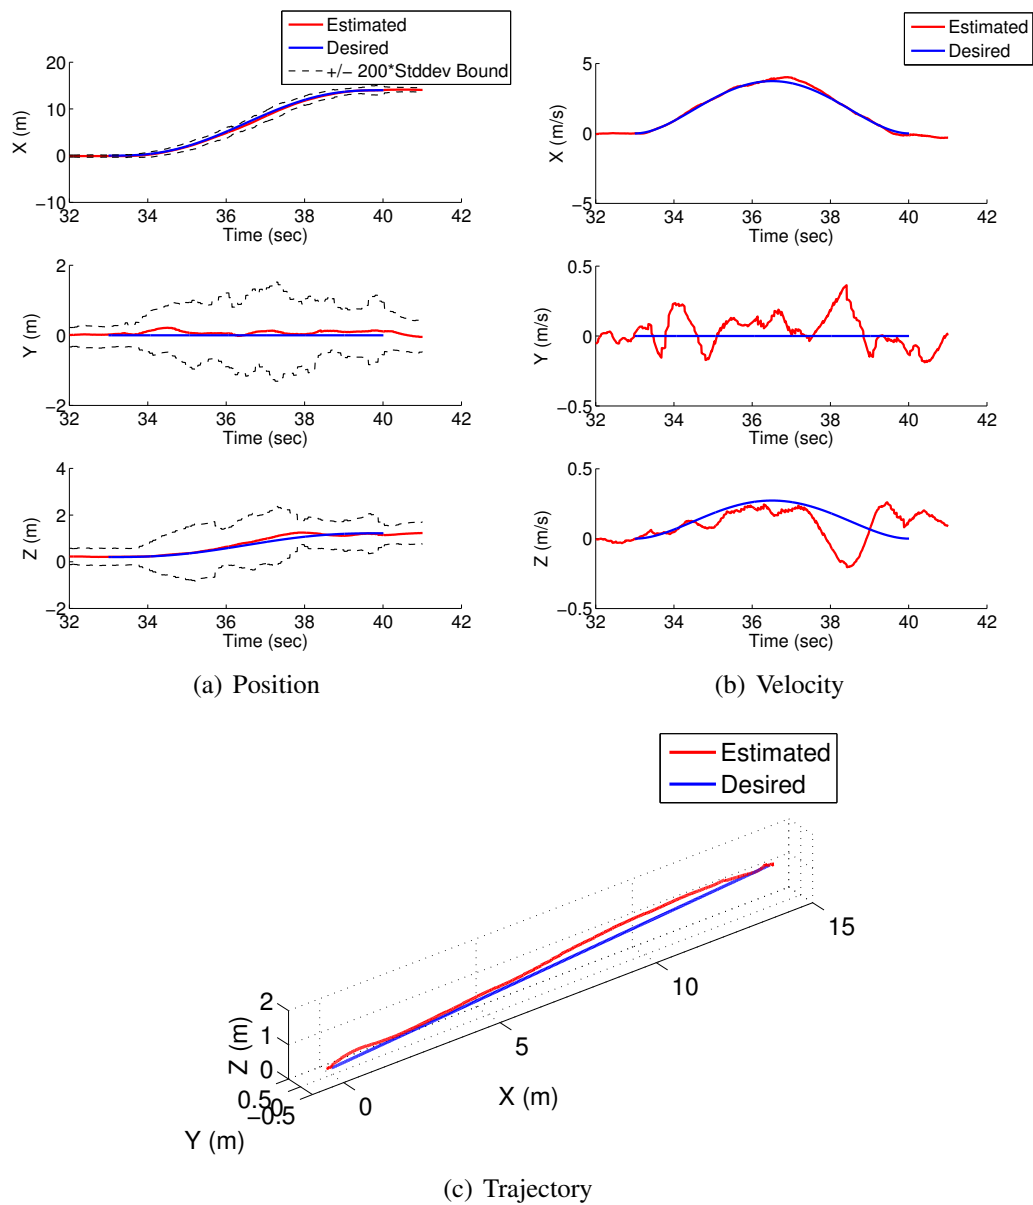 Estimated
Desired
+/− 200*Stddev Bound
20
10
0
−10
X (m)
32 34 36 38 40 42
Time (sec)
Estimated
Desired
5
0
−5
X (m/s)
32 34 36 38 40 42
Time (sec)
2
0
−2
Y (m)
32 34 36 38 40 42
Time (sec)
0.5
0
−0.5
Y (m/s)
32 34 36 38 40 42
Time (sec)
4
2
0
−2
Z (m)
32 34 36 38 40 42
Time (sec)
0.5
0
−0.5
Z (m/s)
32 34 36 38 40 42
Time (sec)
(a) Position
(b) Velocity
Estimated
Desired
2
1
0
Z (m)
0.5
0
−0.5
Y (m)
0
5
10
15
X (m)
(c) Trajectory